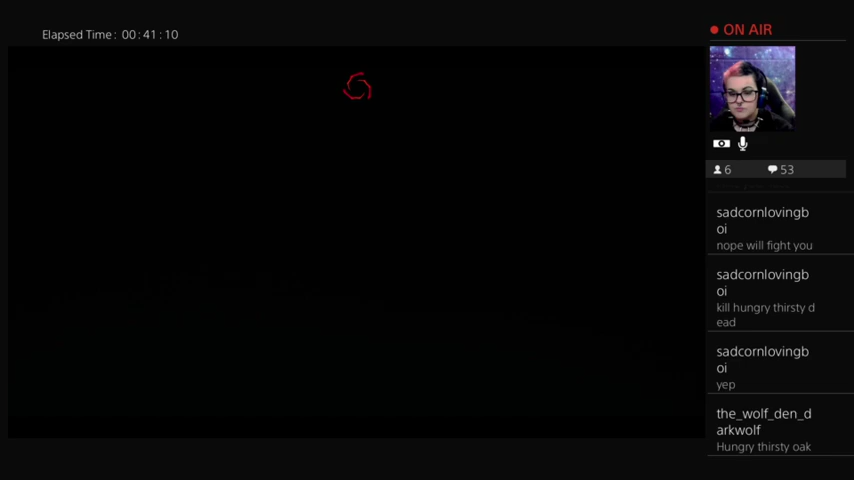 Elapsed Time: 00:41:10
ON AIR
6 53
sadcornlovingb
oi
nope will fight you
sadcornlovingb
oi
kill hungry thirsty d
ead
sadcornlovingb
oi
yep
the_wolf_den_d
arkwolf
Hungry thirsty oak